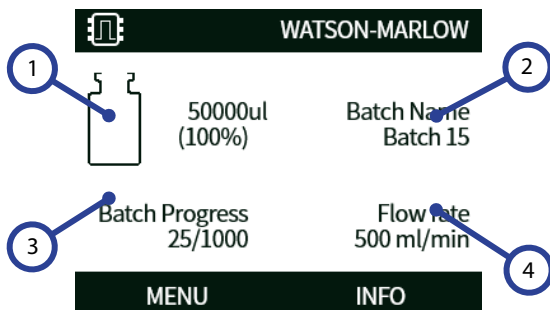 WATSON-MARLOW
1
2
50000ul
(100%)
Batch Name
Batch 15
3
Batch Progress
25/1000
Flow rate
500 ml/min
4
MENU
INFO